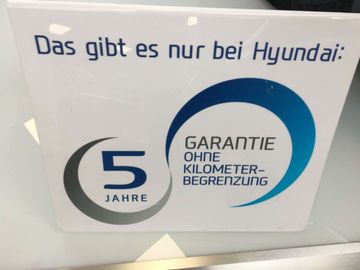 Das gibt es nur bei Hyundai:
5
JAHRE
GARANTIE
OHNE
KILOMETER-
BEGRENZUNG